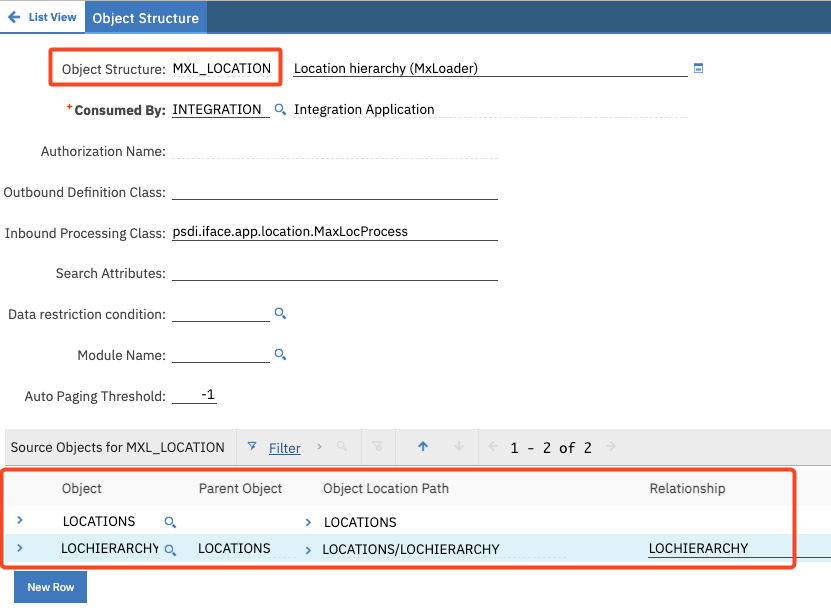 List View Object Structure
Object Structure: MXL_LOCATION Location hierarchy (MxLoader)
*Consumed By: INTEGRATION Integration Application
Authorization Name:
Outbound Definition Class:
Inbound Processing Class: psdi.iface.app.location.MaxLocProcess
Search Attributes:
Data restriction condition:
Module Name:
Auto Paging Threshold: -1
Source Objects for MXL_LOCATION Filter 1 - 2 of 2
Object Parent Object Object Location Path Relationship
LOCATIONS LOCATIONS
LOCHIERARCHY LOCATIONS LOCATIONS/LOCHIERARCHY LOCHIERARCHY
New Row